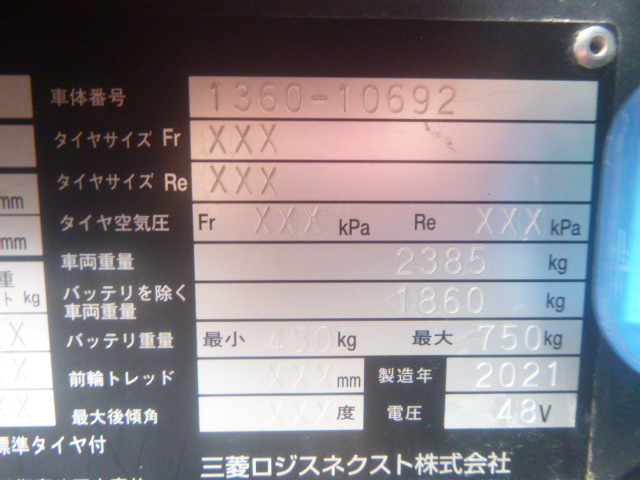 車体番号 1360-10692
タイヤサイズ Fr XXX
タイヤサイズ Re XXX
mm
タイヤ空気圧 Fr XXX kPa Re XXX kPa
mm
車両重量 2385 kg
重
ト kg
バッテリを除く
車両重量 1860 kg
X
バッテリ重量 最小 450 kg 最大 750 kg
X
前輪トレッド XXX mm 製造年 2021
X
最大後傾角 XXX 度 電圧 48 V
標準タイヤ付
三菱ロジスネクスト株式会社